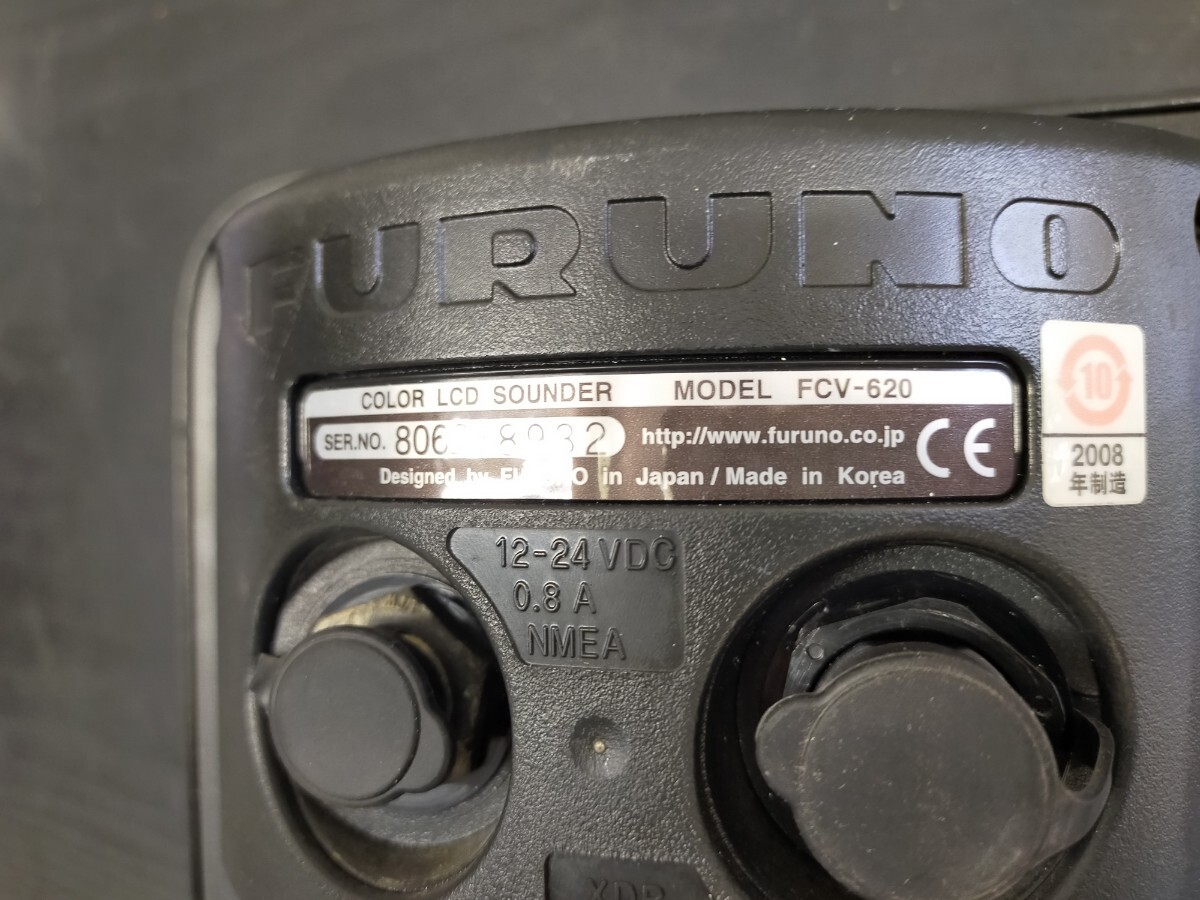 FURUNO
COLOR LCD SOUNDER MODEL FCV-620
SER.NO.
http://www.furuno.co.jp CE
Designed by in Japan / Made in Korea
10
2008
年制造
12-24 VDC
0.8 A
NMEA
XDR